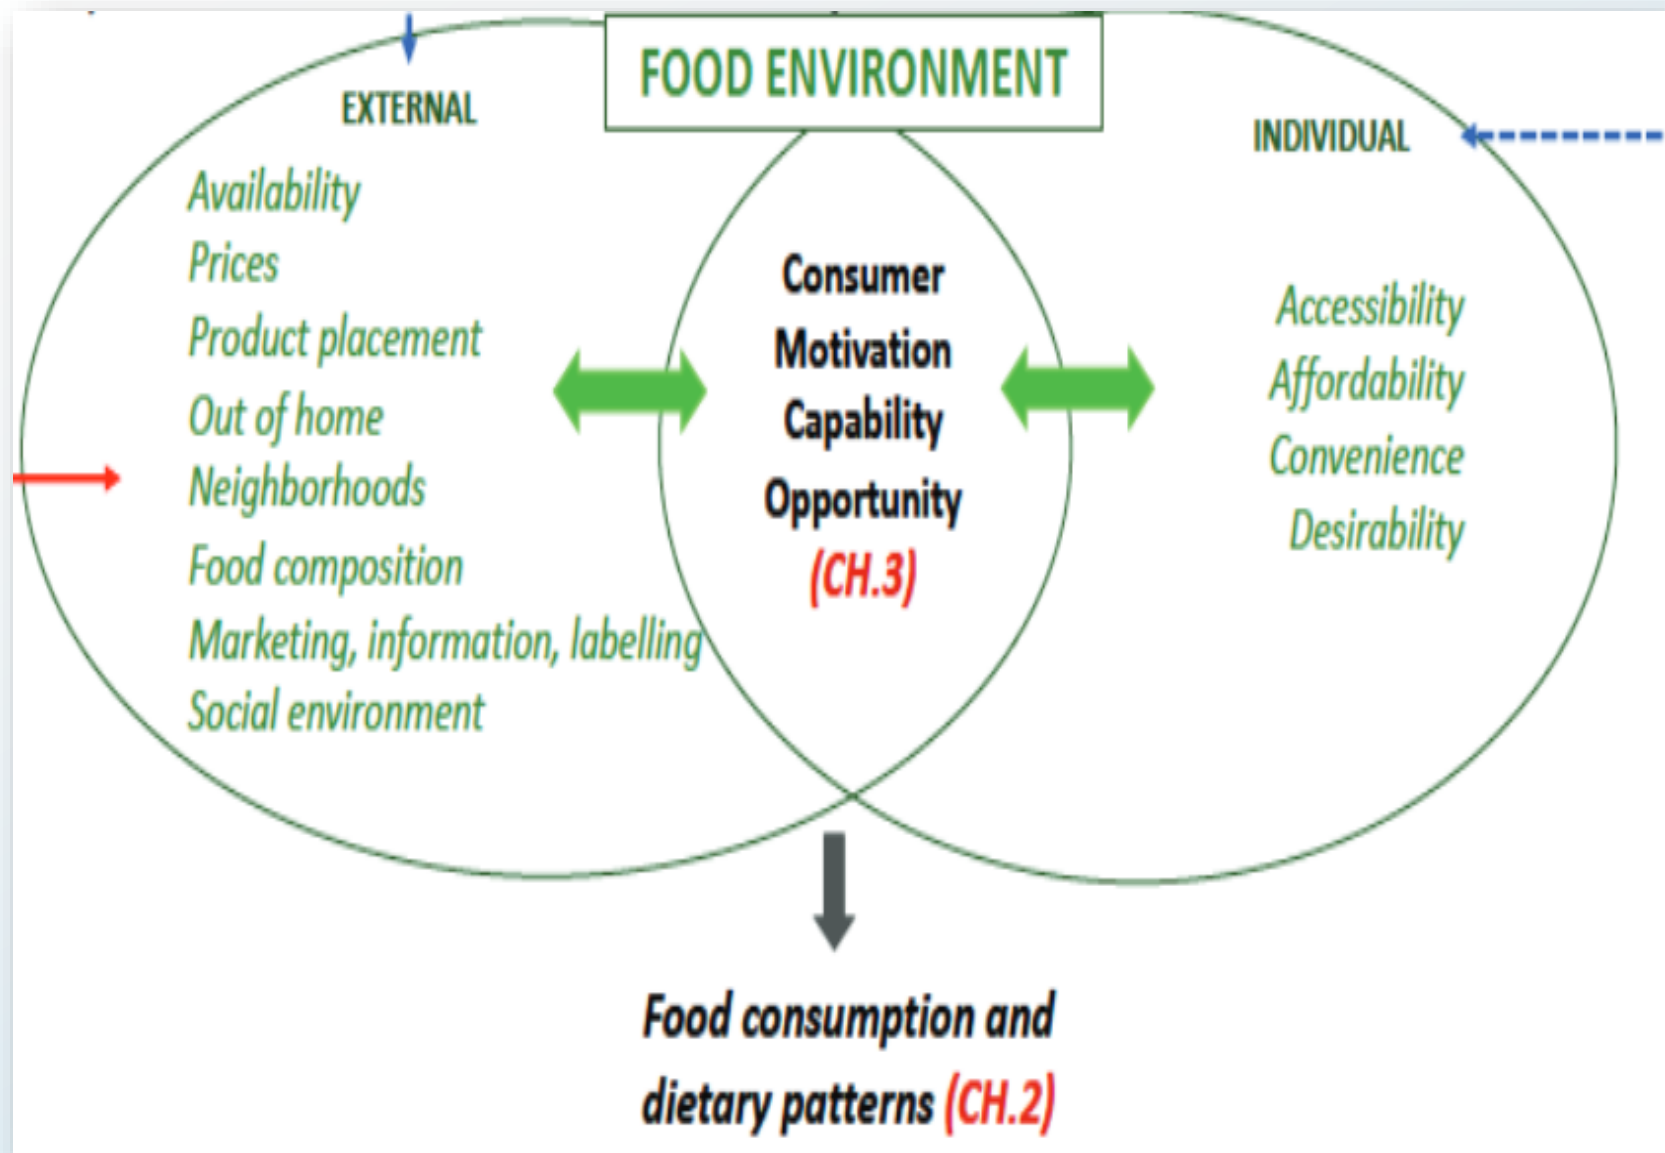 FOOD ENVIRONMENT
EXTERNAL
Availability
Prices
Product placement
Out of home
Neighborhoods
Food composition
Marketing, information, labelling
Social environment
Consumer
Motivation
Capability
Opportunity
(CH.3)
INDIVIDUAL
Accessibility
Affordability
Convenience
Desirability
Food consumption and
dietary patterns (CH.2)